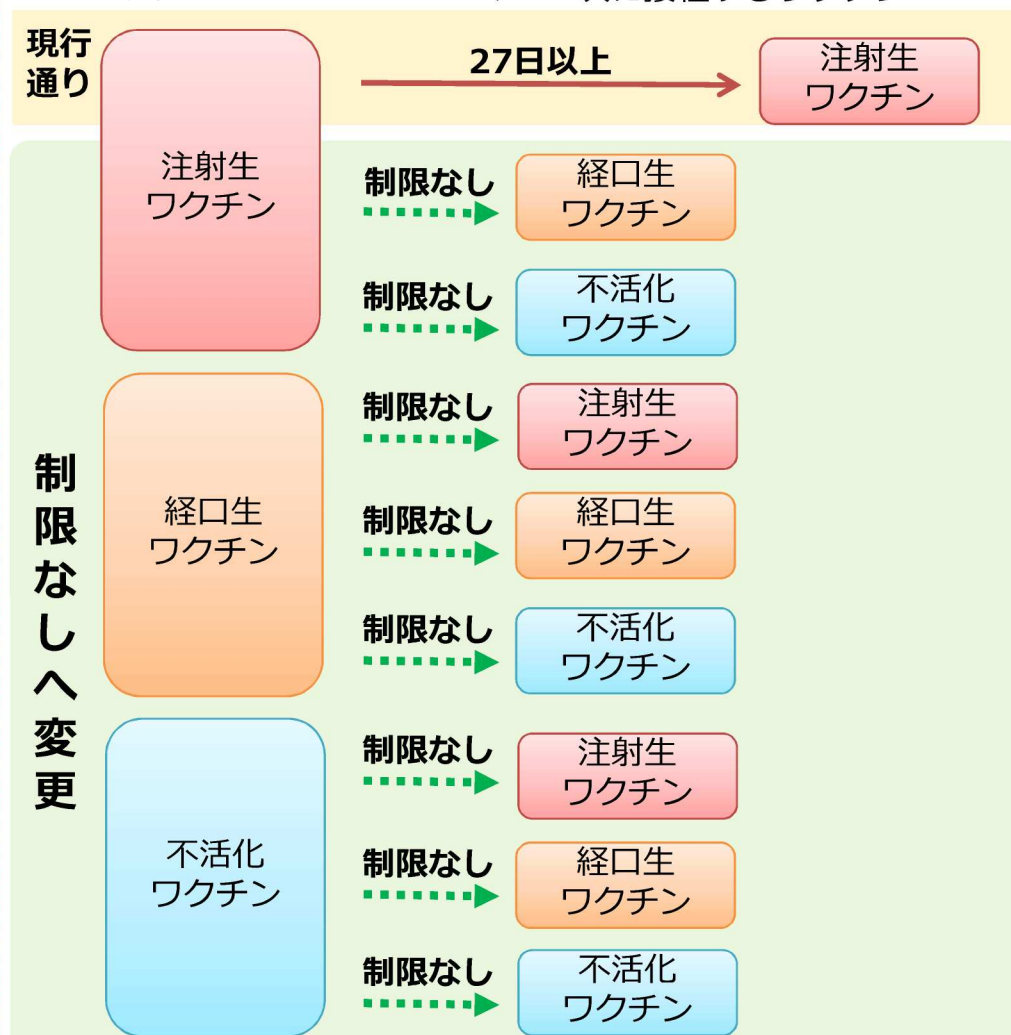 現行
通り
27日以上
注射生
ワクチン
注射生
ワクチン
制限なし
経口生
ワクチン
制限なし
不活化
ワクチン
制限なしへ変更
経口生
ワクチン
制限なし
注射生
ワクチン
制限なし
経口生
ワクチン
制限なし
不活化
ワクチン
不活化
ワクチン
制限なし
注射生
ワクチン
制限なし
経口生
ワクチン
制限なし
不活化
ワクチン